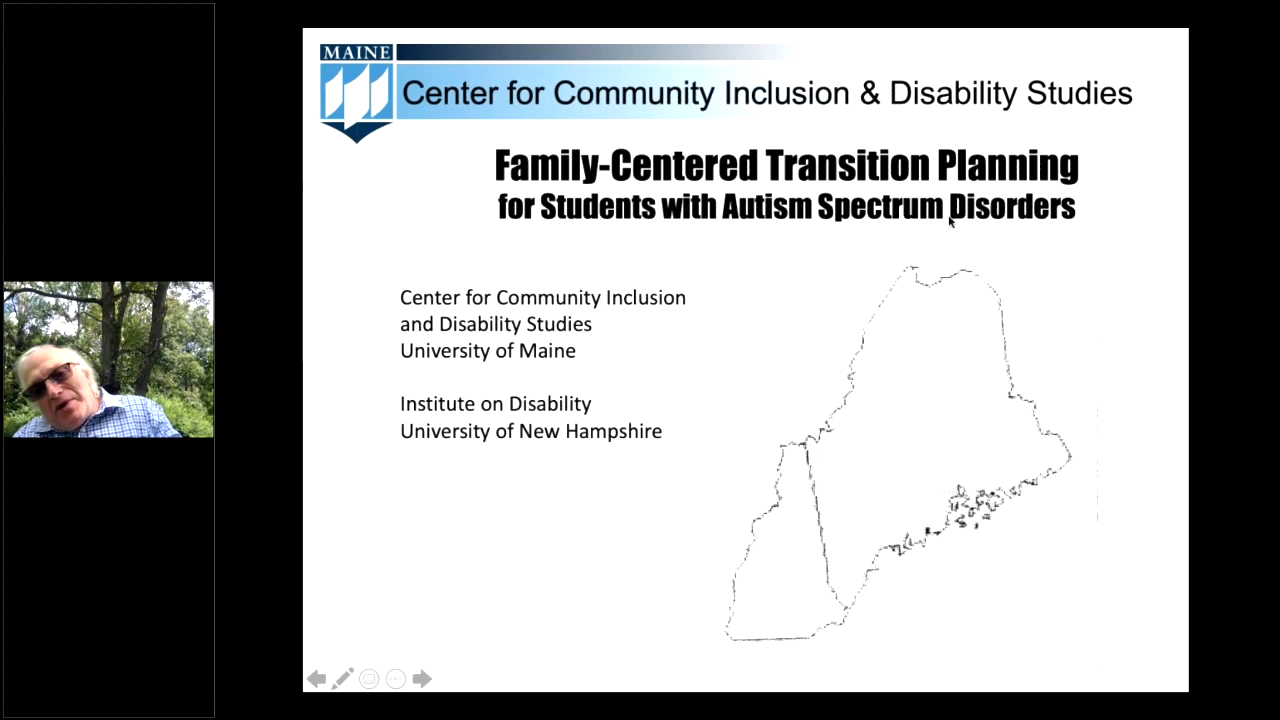 MAINE
Center for Community Inclusion & Disability Studies
Family-Centered Transition Planning
for Students with Autism Spectrum Disorders
Center for Community Inclusion
and Disability Studies
University of Maine
Institute on Disability
University of New Hampshire